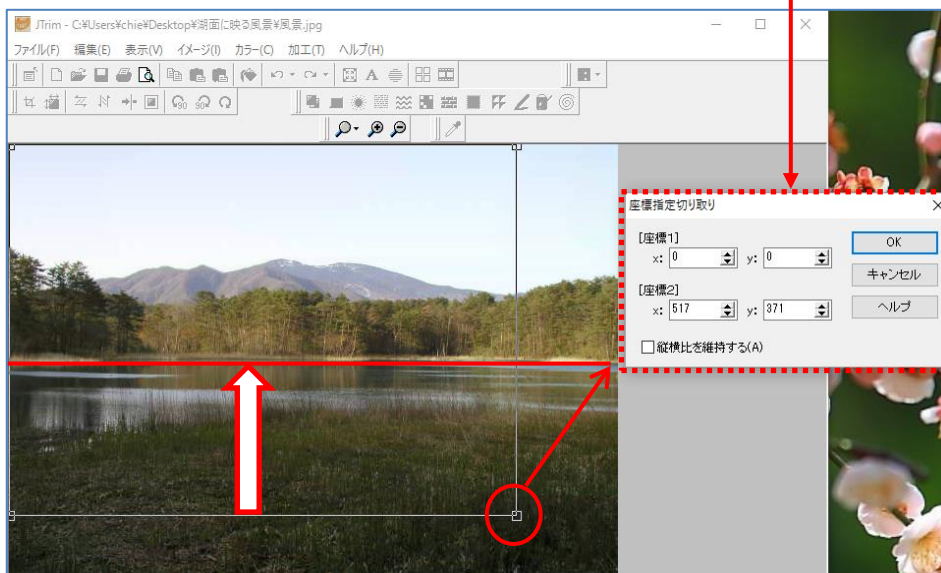 JTrim - C:¥Users¥chie¥Desktop¥湖面に映る風景¥風景.jpg
ファイル(F) 編集(E) 表示(V) イメージ(I) カラー(C) 加工(T) ヘルプ(H)
座標指定切り取り
[座標1]
x: 0 y: 0
OK
キャンセル
[座標2]
x: 517 y: 371
ヘルプ
縦横比を維持する(A)